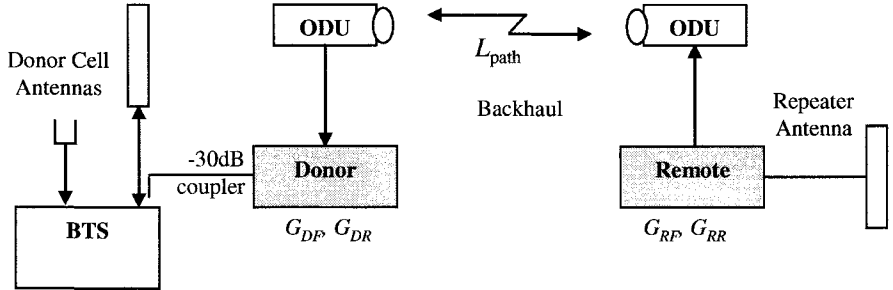 ODU
ODU
Donor Cell
Antennas
L_path
Backhaul
Repeater
Antenna
-30dB
coupler
Donor
Remote
BTS
G_DF, G_DR
G_RF, G_RR